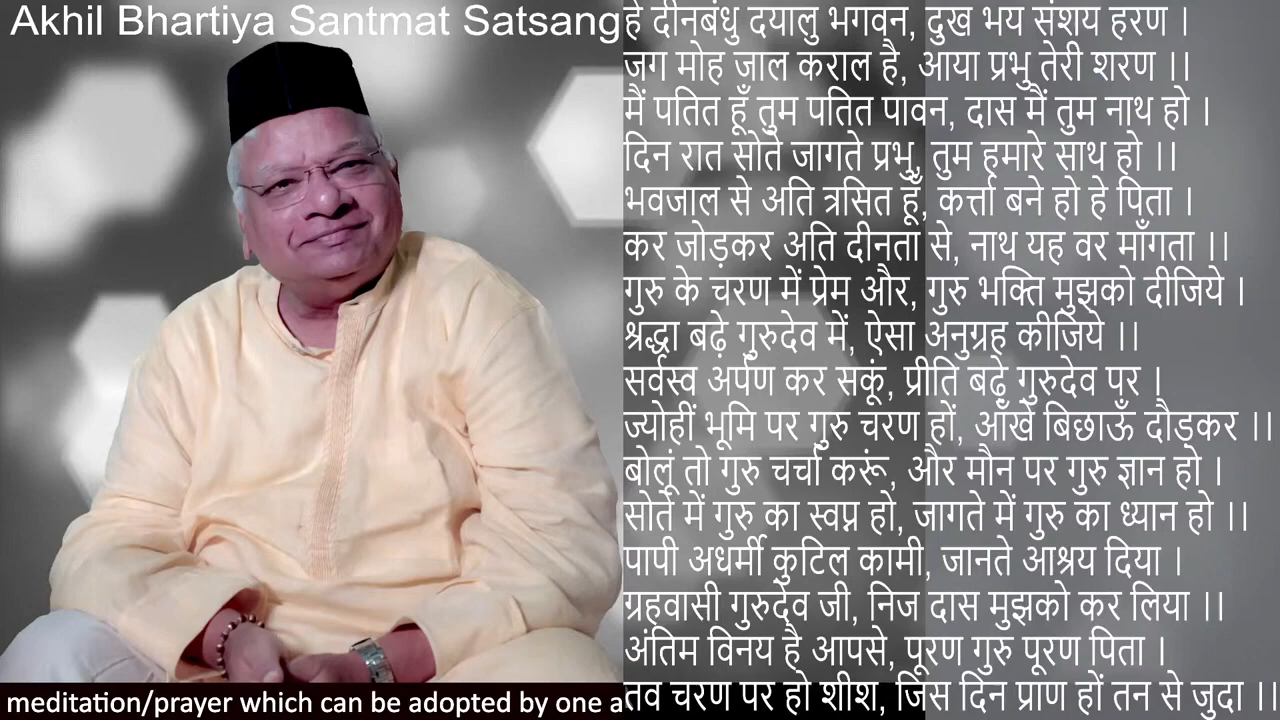 Akhil Bhartiya Santmat Satsang
हे दीनबंधु दयालु भगवन, दुख भय संशय हरण ।
जग मोह जाल कराल है, आया प्रभु तेरी शरण ।।
मैं पतित हूँ तुम पतित पावन, दास मैं तुम नाथ हो ।
दिन रात सोते जागते प्रभु, तुम हमारे साथ हो ।।
भवजाल से अति त्रसित हूँ, कर्त्ता बने हो हे पिता ।
कर जोड़कर अति दीनता से, नाथ यह वर माँगता ।।
गुरु के चरण में प्रेम और, गुरु भक्ति मुझको दीजिये ।
श्रद्धा बढ़े गुरुदेव में, ऐसा अनुग्रह कीजिये ।।
सर्वस्व अर्पण कर सकूं, प्रीति बढ़े गुरुदेव पर ।
ज्योहीं भूमि पर गुरु चरण हों, आँखें बिछाऊँ दौड़कर ।।
बोलूं तो गुरु चर्चा करूं, और मौन पर गुरु ज्ञान हो ।
सोते में गुरु का स्वप्न हो, जागते में गुरु का ध्यान हो ।।
पापी अधर्मी कुटिल कामी, जानते आश्रय दिया ।
ग्रहवासी गुरुदेव जी, निज दास मुझको कर लिया ।।
अंतिम विनय है आपसे, पूरण गुरु पूरण पिता ।
तव चरण पर हो शीश, जिस दिन प्राण हों तन से जुदा ।।
meditation/prayer which can be adopted by one a